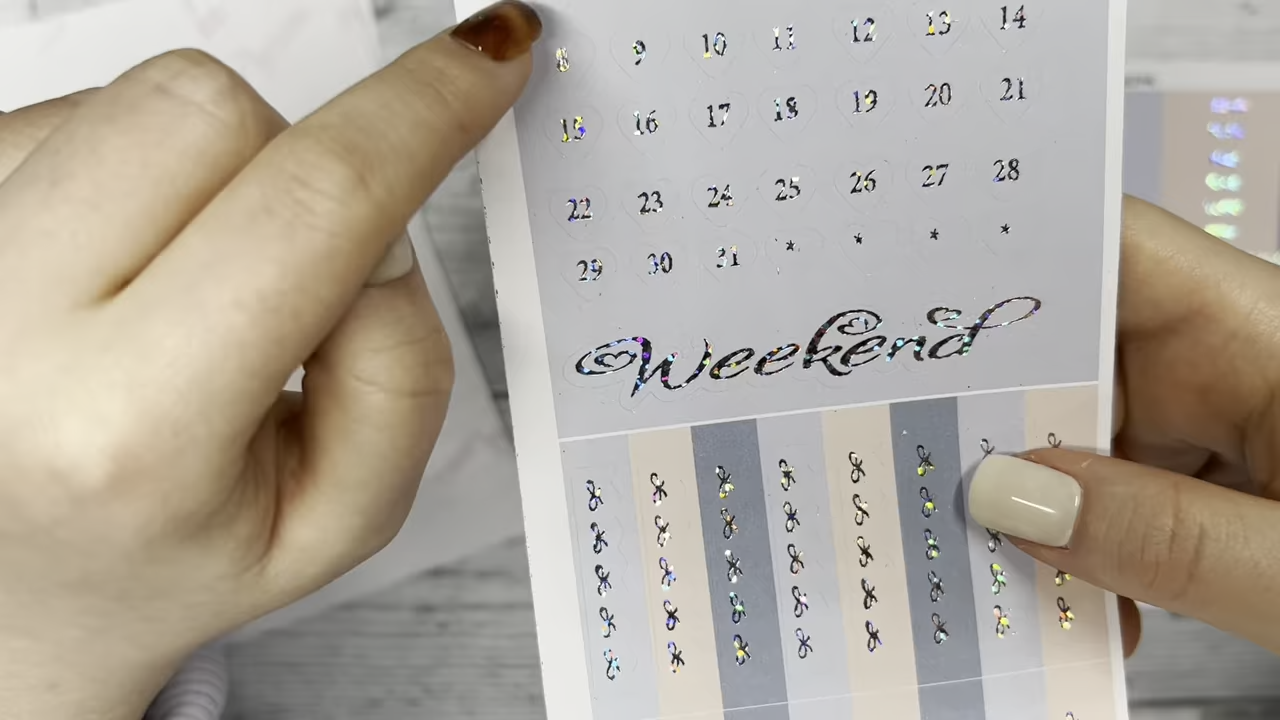 8 9 10 11 12 13 14
15 16 17 18 19 20 21
22 23 24 25 26 27 28
29 30 31 * * * *
Weekend